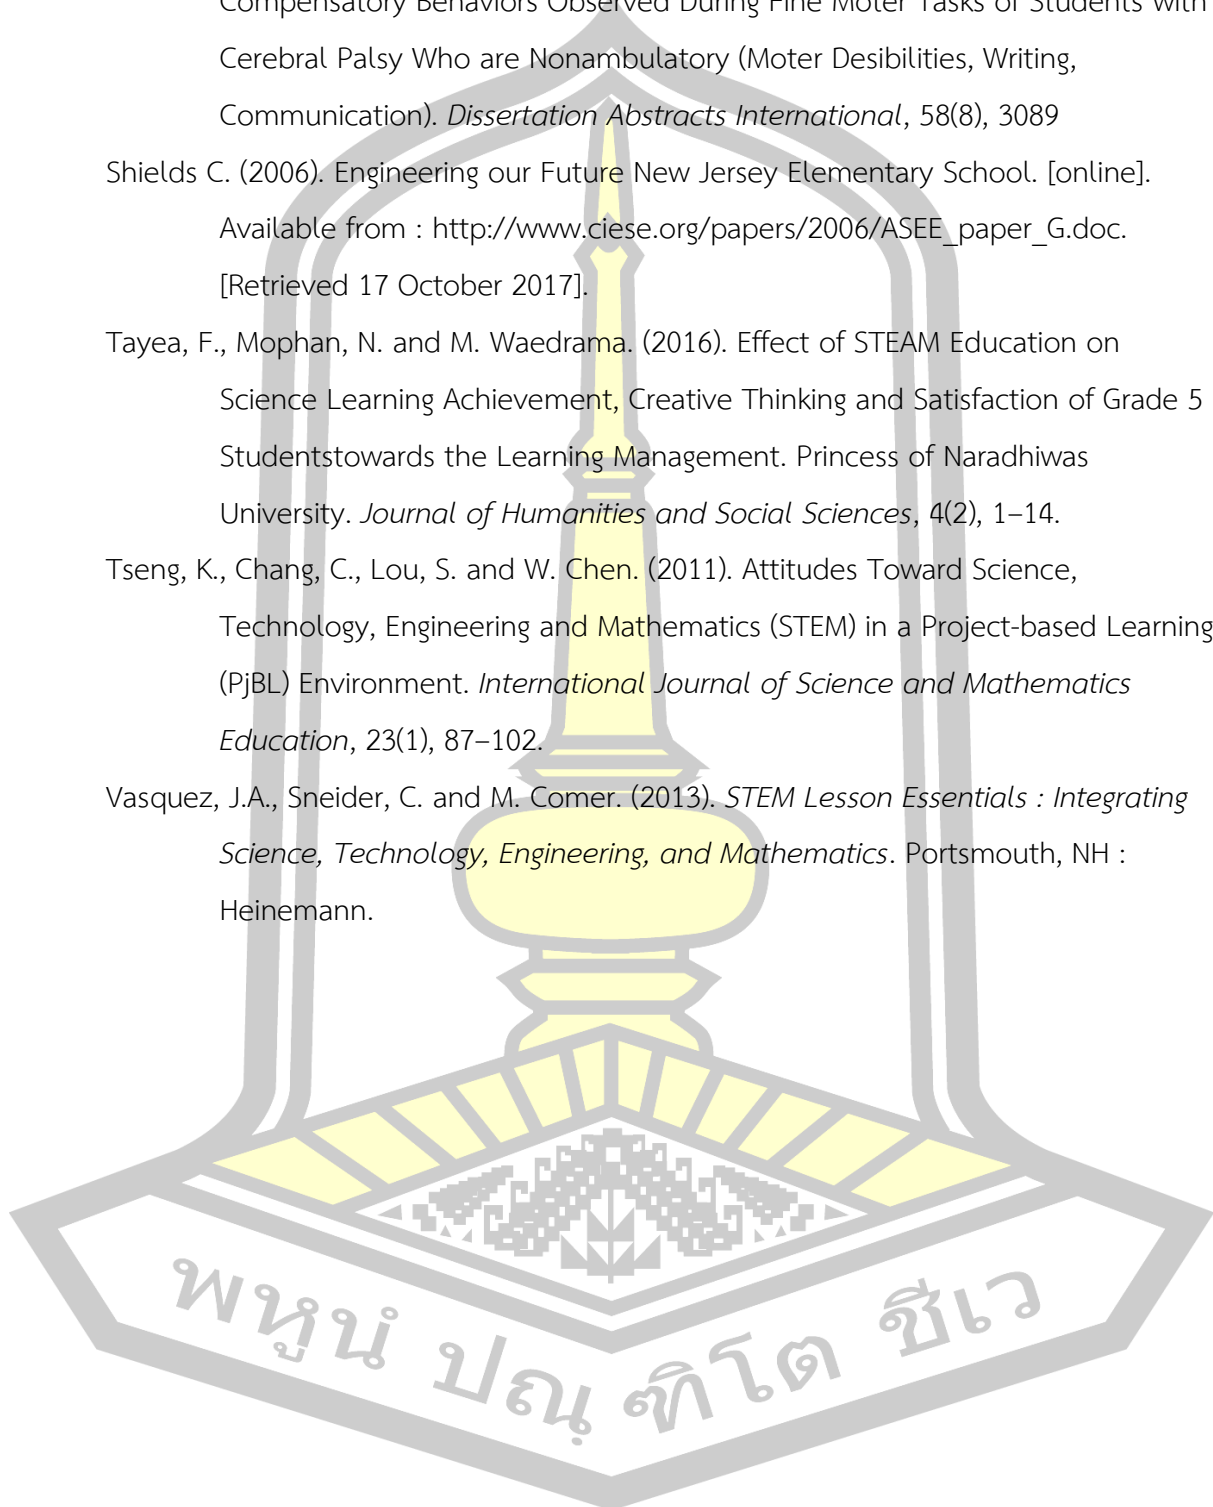 Compensatory Behaviors Observed During Fine Moter Tasks of Students with
Cerebral Palsy Who are Nonambulatory (Moter Desibilities, Writing,
Communication). Dissertation Abstracts International, 58(8), 3089
Shields C. (2006). Engineering our Future New Jersey Elementary School. [online].
Available from : http://www.ciese.org/papers/2006/ASEE_paper_G.doc.
[Retrieved 17 October 2017].
Tayea, F., Mophan, N. and M. Waedrama. (2016). Effect of STEAM Education on
Science Learning Achievement, Creative Thinking and Satisfaction of Grade 5
Studentstowards the Learning Management. Princess of Naradhiwas
University. Journal of Humanities and Social Sciences, 4(2), 1–14.
Tseng, K., Chang, C., Lou, S. and W. Chen. (2011). Attitudes Toward Science,
Technology, Engineering and Mathematics (STEM) in a Project-based Learning
(PjBL) Environment. International Journal of Science and Mathematics
Education, 23(1), 87–102.
Vasquez, J.A., Sneider, C. and M. Comer. (2013). STEM Lesson Essentials : Integrating
Science, Technology, Engineering, and Mathematics. Portsmouth, NH :
Heinemann.
พหูนํ ปณฺฑิโต ชีเว